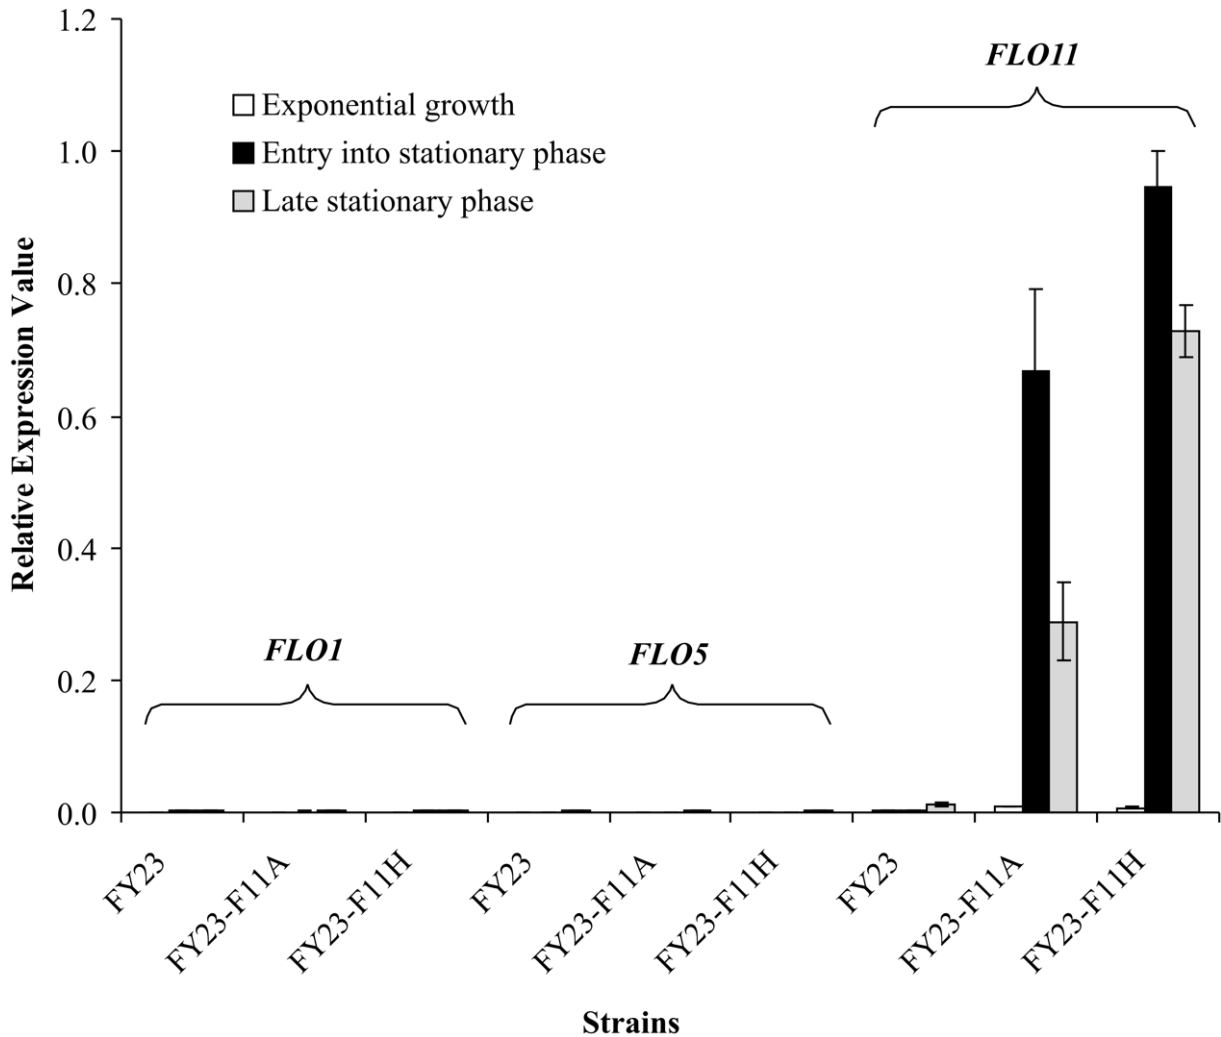 1.2
1.0
0.8
0.6
0.4
0.2
0.0
Relative Expression Value
Exponential growth
Entry into stationary phase
Late stationary phase
FLO1
FLO5
FLO11
FY23
FY23-F11A
FY23-F11H
FY23
FY23-F11A
FY23-F11H
FY23
FY23-F11A
FY23-F11H
Strains